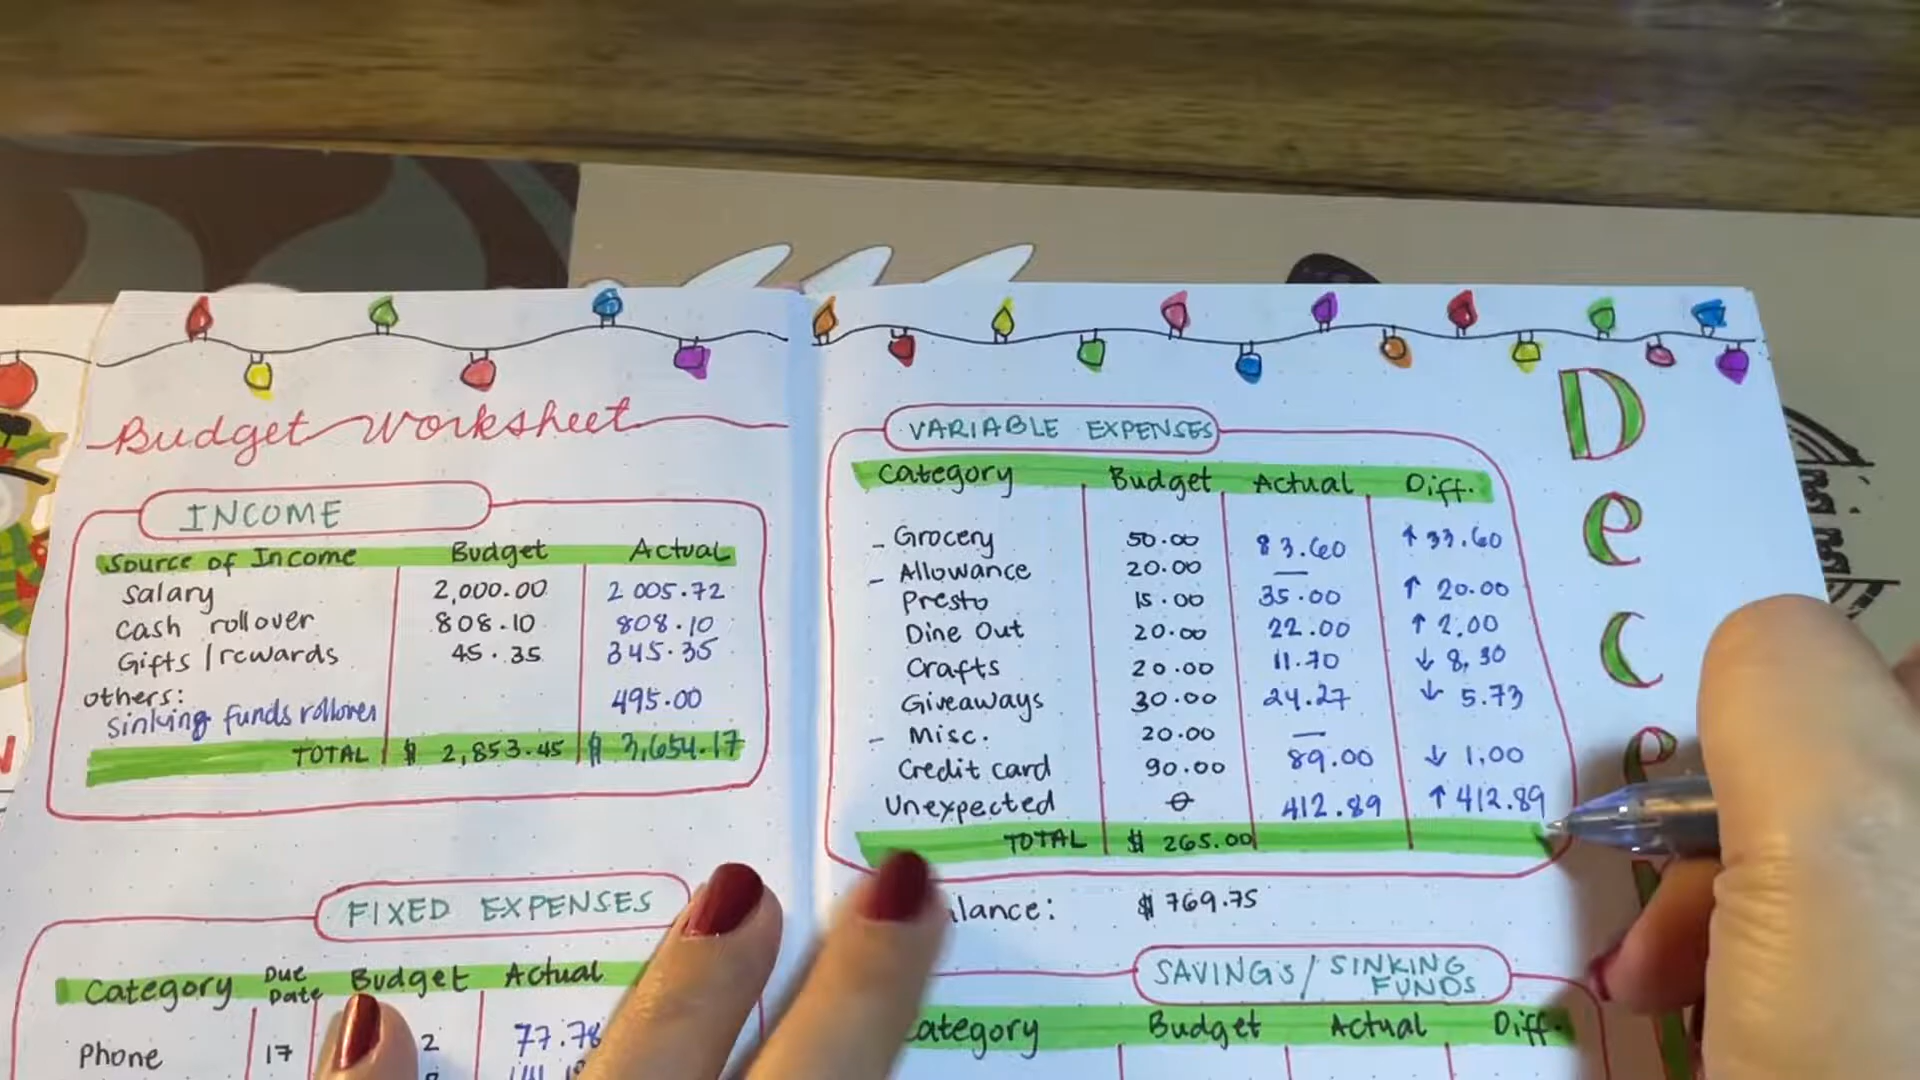 Budget Worksheet
INCOME
Source of Income Budget Actual
Salary 2,000.00 2 005.72
Cash rollover 808.10 808.10
Gifts / rewards 45.35 345.35
others:
Sinking funds rollover 495.00
TOTAL $ 2,853.45 $ 3,654.17
FIXED EXPENSES
Category Due Date Budget Actual
Phone 17 2 77.78
VARIABLE EXPENSES
Category Budget Actual Diff.
- Grocery 50.00 83.60 ↑ 33.60
- Allowance 20.00 —
Presto 15.00 35.00 ↑ 20.00
Dine Out 20.00 22.00 ↑ 2.00
Crafts 20.00 11.70 ↓ 8.30
Giveaways 30.00 24.27 ↓ 5.73
- Misc. 20.00 —
Credit card 90.00 89.00 ↓ 1.00
Unexpected 0 412.89 ↑ 412.89
TOTAL $ 265.00
alance: $ 769.75
SAVINGS/ SINKING FUNDS
ategory Budget Actual Diff.
Dece